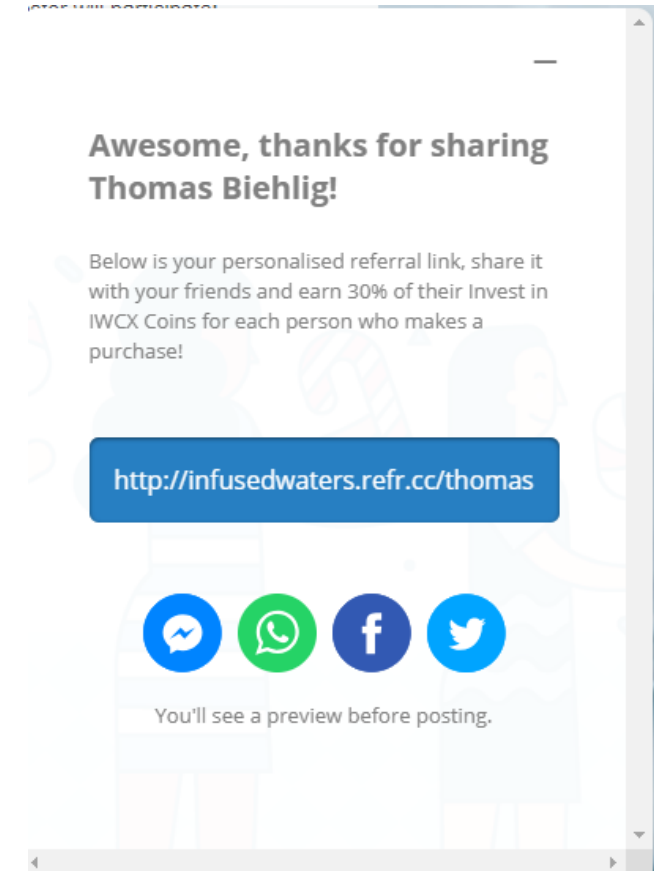 Awesome, thanks for sharing
Thomas Biehlig!
Below is your personalised referral link, share it
with your friends and earn 30% of their Invest in
IWCX Coins for each person who makes a
purchase!
http://infusedwaters.refr.cc/thomas
You'll see a preview before posting.